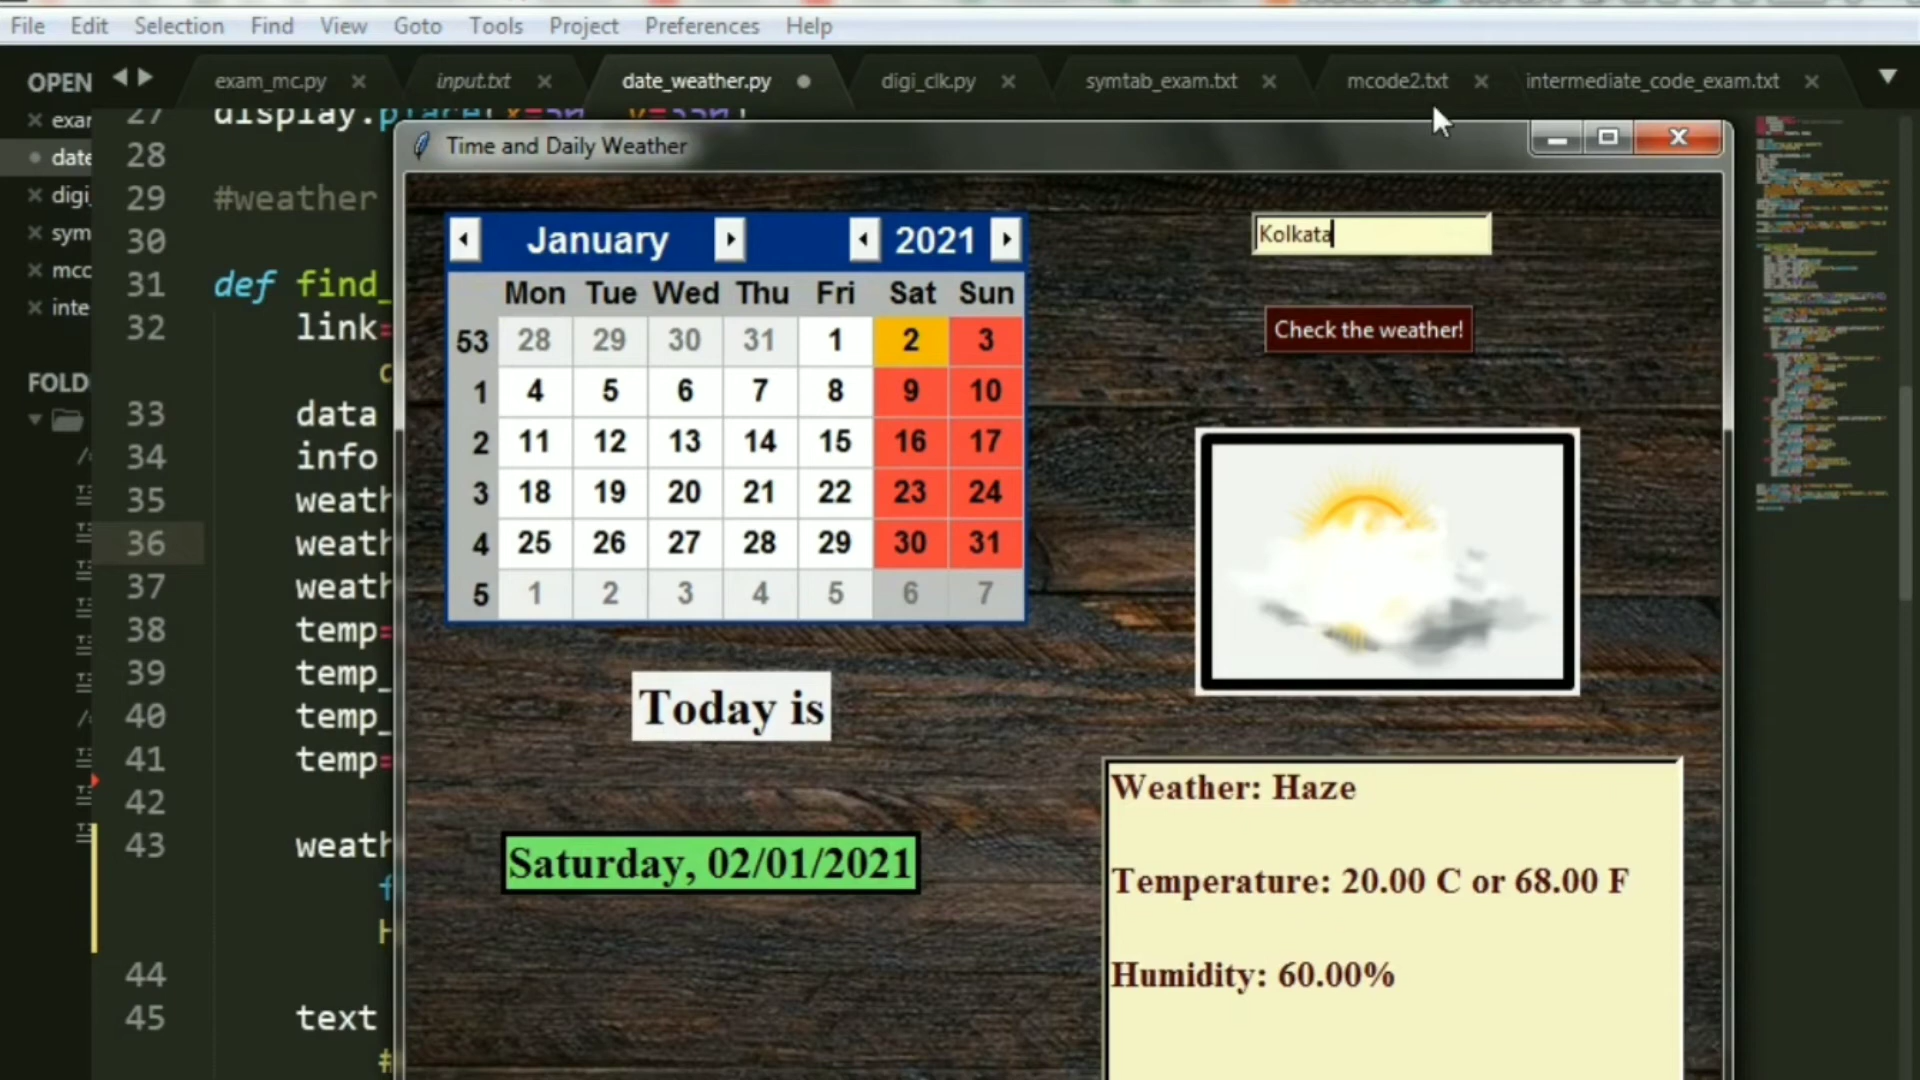 File Edit Selection Find View Goto Tools Project Preferences Help
OPEN
exam_mc.py input.txt date_weather.py digi_clk.py symtab_exam.txt mcode2.txt intermediate_code_exam.txt
exar
date
digi_
sym
mcc
inte
FOLD
27 display.place(x=50, y=350)
28
29 #weather
30
31 def find_
32 link=
33 data
34 info
35 weath
36 weath
37 weath
38 temp=
39 temp_
40 temp_
41 temp=
42
43 weath
44
45 text
#
Time and Daily Weather
January 2021
Mon Tue Wed Thu Fri Sat Sun
53 28 29 30 31 1 2 3
1 4 5 6 7 8 9 10
2 11 12 13 14 15 16 17
3 18 19 20 21 22 23 24
4 25 26 27 28 29 30 31
5 1 2 3 4 5 6 7
Today is
Saturday, 02/01/2021
Kolkata
Check the weather!
Weather: Haze
Temperature: 20.00 C or 68.00 F
Humidity: 60.00%